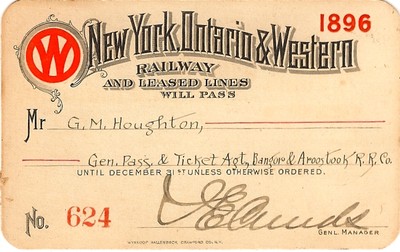 1896
W New York, Ontario & Western
RAILWAY
AND LEASED LINES
WILL PASS
Mr G. M. Houghton,
Gen. Pass. & Ticket Agt, Bangor & Aroostook R. R. Co.
UNTIL DECEMBER 31ST UNLESS OTHERWISE ORDERED.
No. 624
GENL. MANAGER